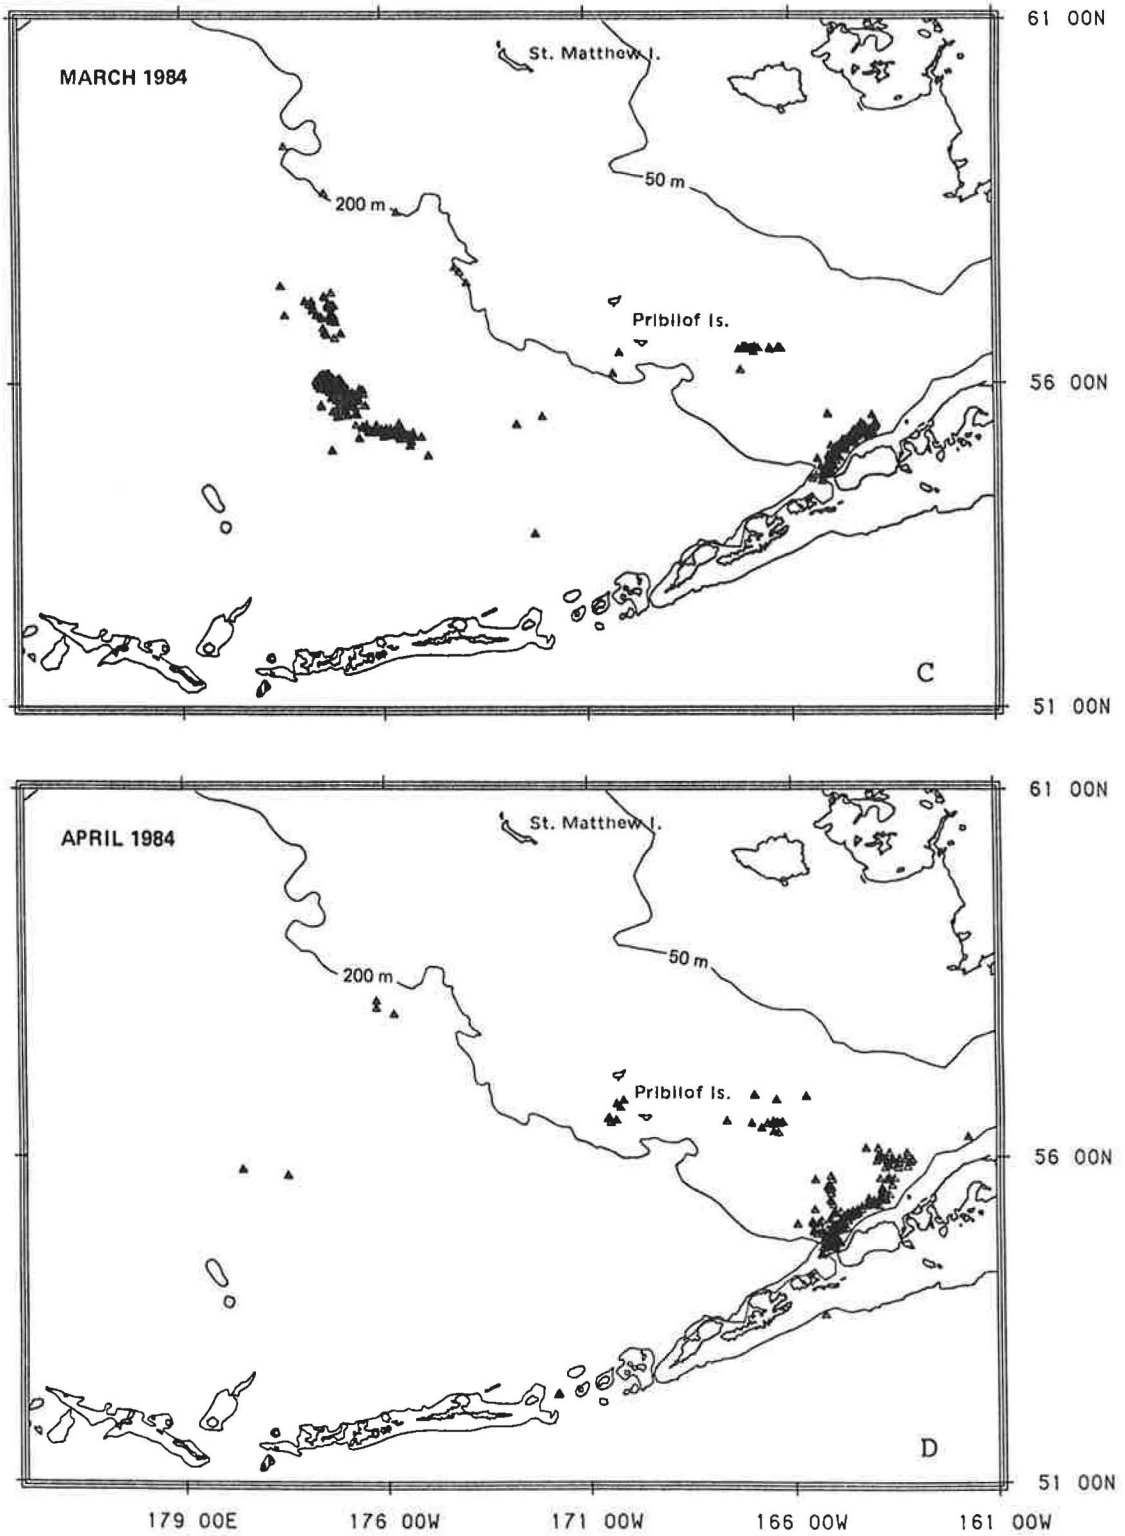 61 00N
St. Matthew I.
MARCH 1984
50 m
200 m
Pribilof Is.
56 00N
C
51 00N
61 00N
St. Matthew I.
APRIL 1984
50 m
200 m
Pribilof Is.
56 00N
D
51 00N
179 00E 176 00W 171 00W 166 00W 161 00W